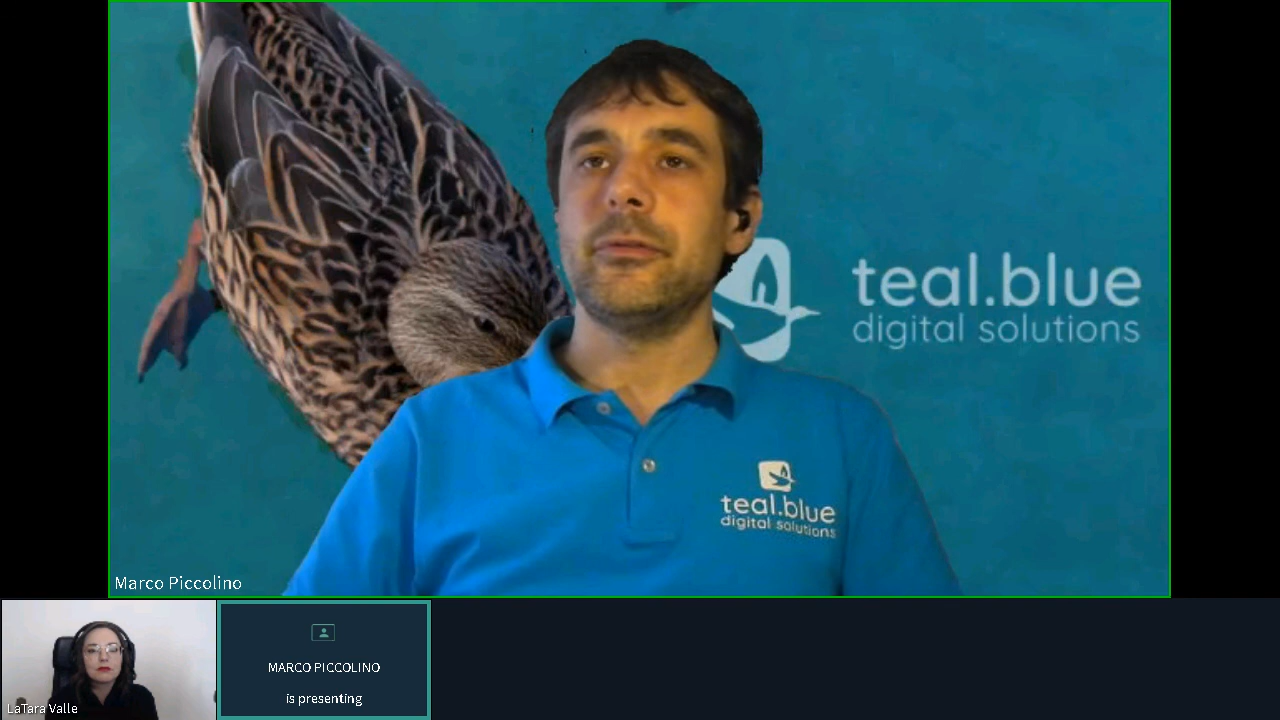 teal.blue
digital solutions
teal.blue
digital solutions
Marco Piccolino
LaTara Valle
MARCO PICCOLINO
is presenting